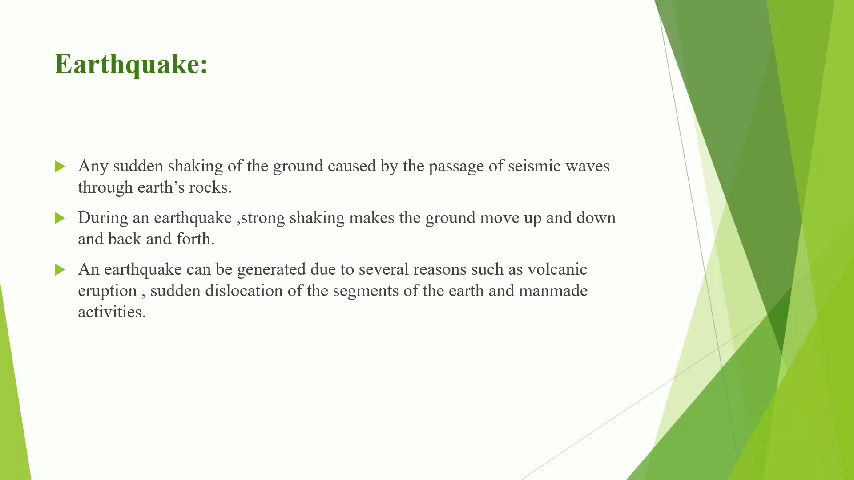 Earthquake:
Any sudden shaking of the ground caused by the passage of seismic waves
through earth’s rocks.
During an earthquake ,strong shaking makes the ground move up and down
and back and forth.
An earthquake can be generated due to several reasons such as volcanic
eruption , sudden dislocation of the segments of the earth and manmade
activities.